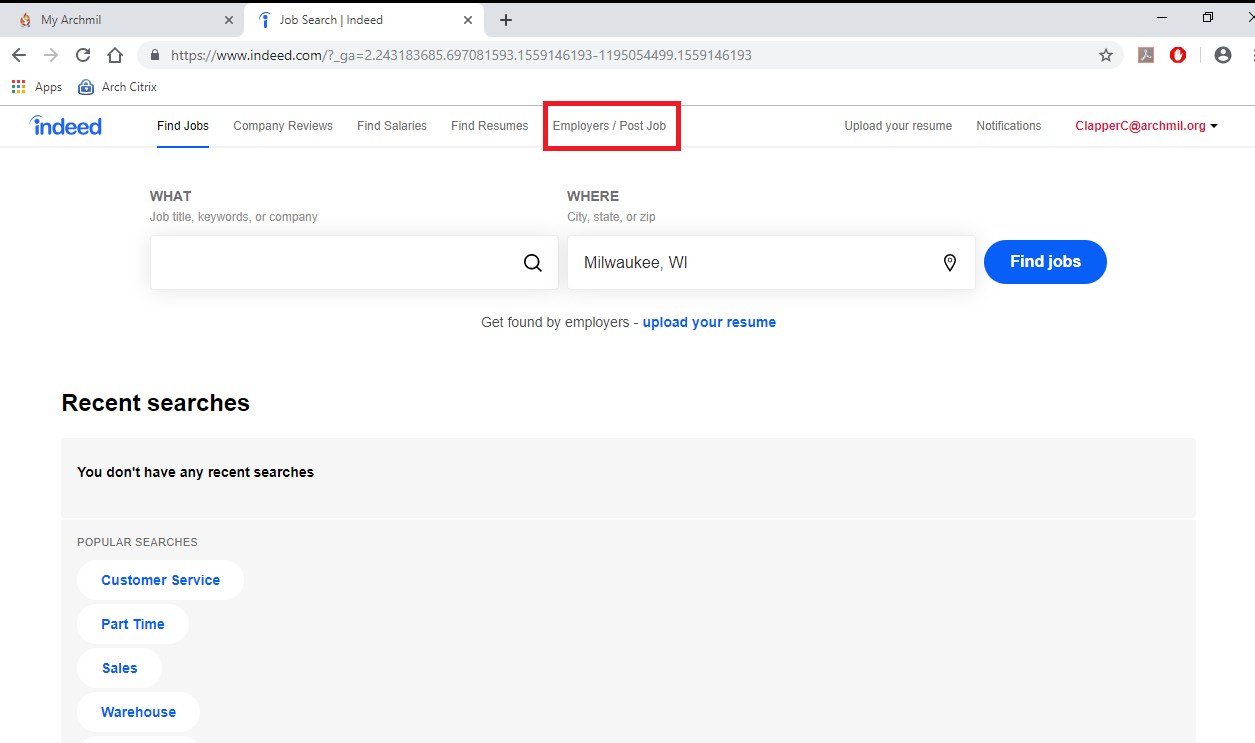 My Archmil
Job Search | Indeed
https://www.indeed.com/?_ga=2.243183685.697081593.1559146193-1195054499.1559146193
Apps Arch Citrix
indeed Find Jobs Company Reviews Find Salaries Find Resumes Employers / Post Job Upload your resume Notifications ClapperC@archmil.org
WHAT
Job title, keywords, or company
WHERE
City, state, or zip
Milwaukee, WI
Find jobs
Get found by employers - upload your resume
Recent searches
You don't have any recent searches
POPULAR SEARCHES
Customer Service
Part Time
Sales
Warehouse